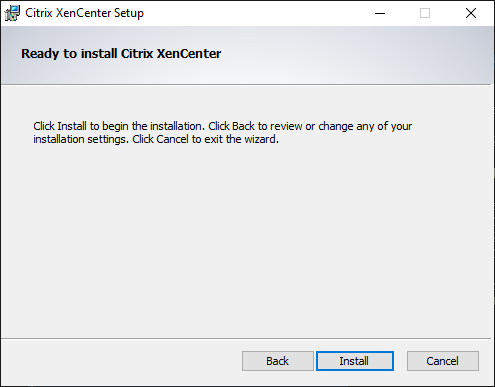 Citrix XenCenter Setup
Ready to install Citrix XenCenter
Click Install to begin the installation. Click Back to review or change any of your
installation settings. Click Cancel to exit the wizard.
Back
Install
Cancel